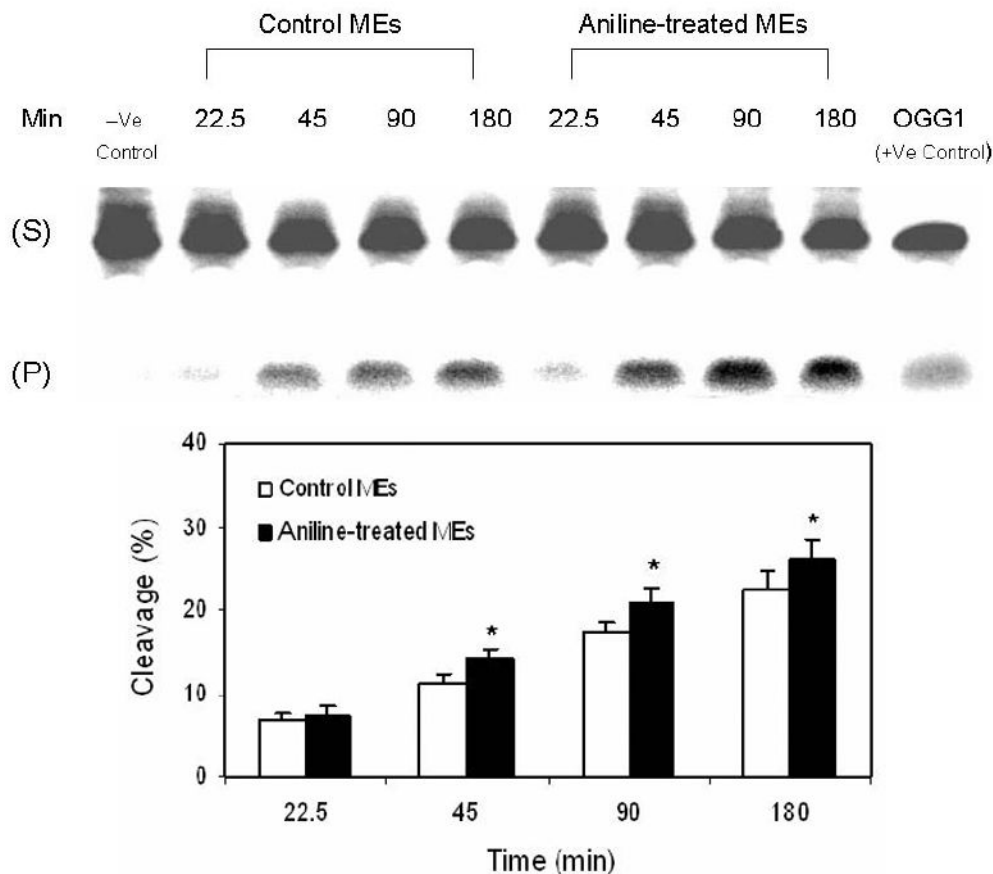 Control MEs Aniline-treated MEs
Min –Ve 22.5 45 90 180 22.5 45 90 180 OGG1
Control (+Ve Control)
(S)
(P)
40
30
20
10
0
Cleavage (%)
Control MEs
Aniline-treated MEs
* * *
22.5 45 90 180
Time (min)